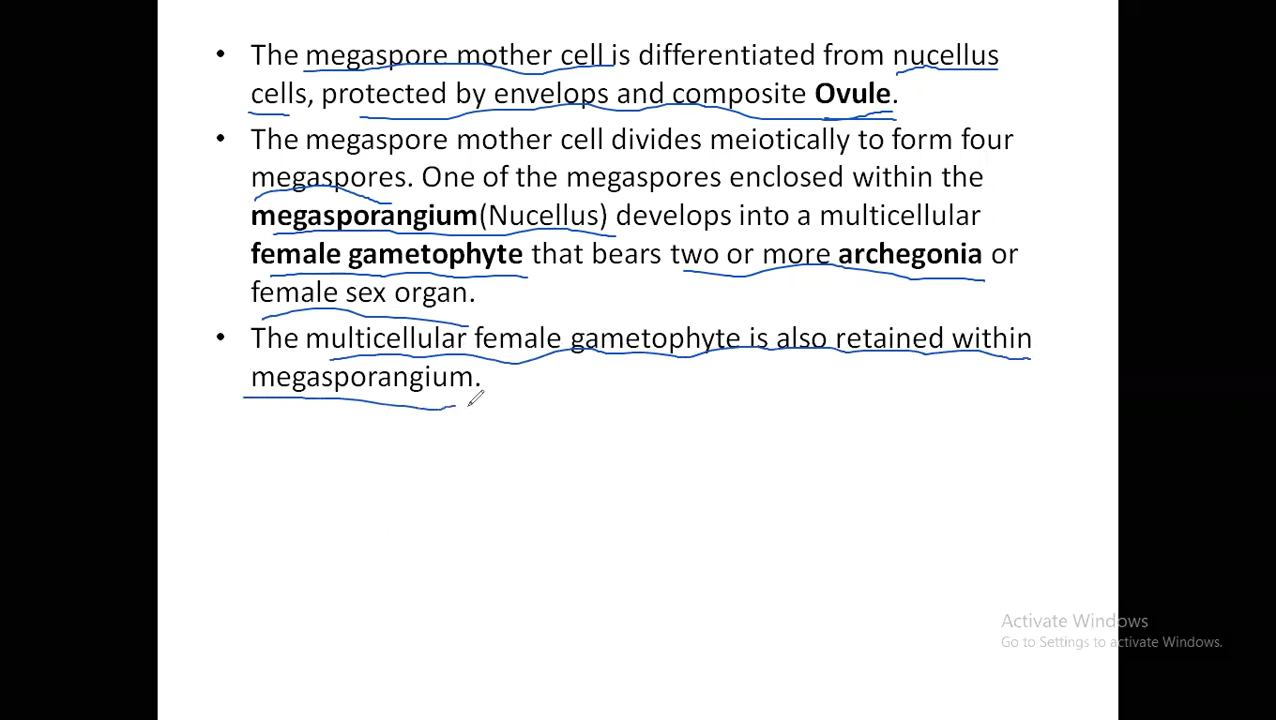 • The megaspore mother cell is differentiated from nucellus
cells, protected by envelops and composite Ovule.
• The megaspore mother cell divides meiotically to form four
megaspores. One of the megaspores enclosed within the
megasporangium(Nucellus) develops into a multicellular
female gametophyte that bears two or more archegonia or
female sex organ.
• The multicellular female gametophyte is also retained within
megasporangium.
Activate Windows
Go to Settings to activate Windows.